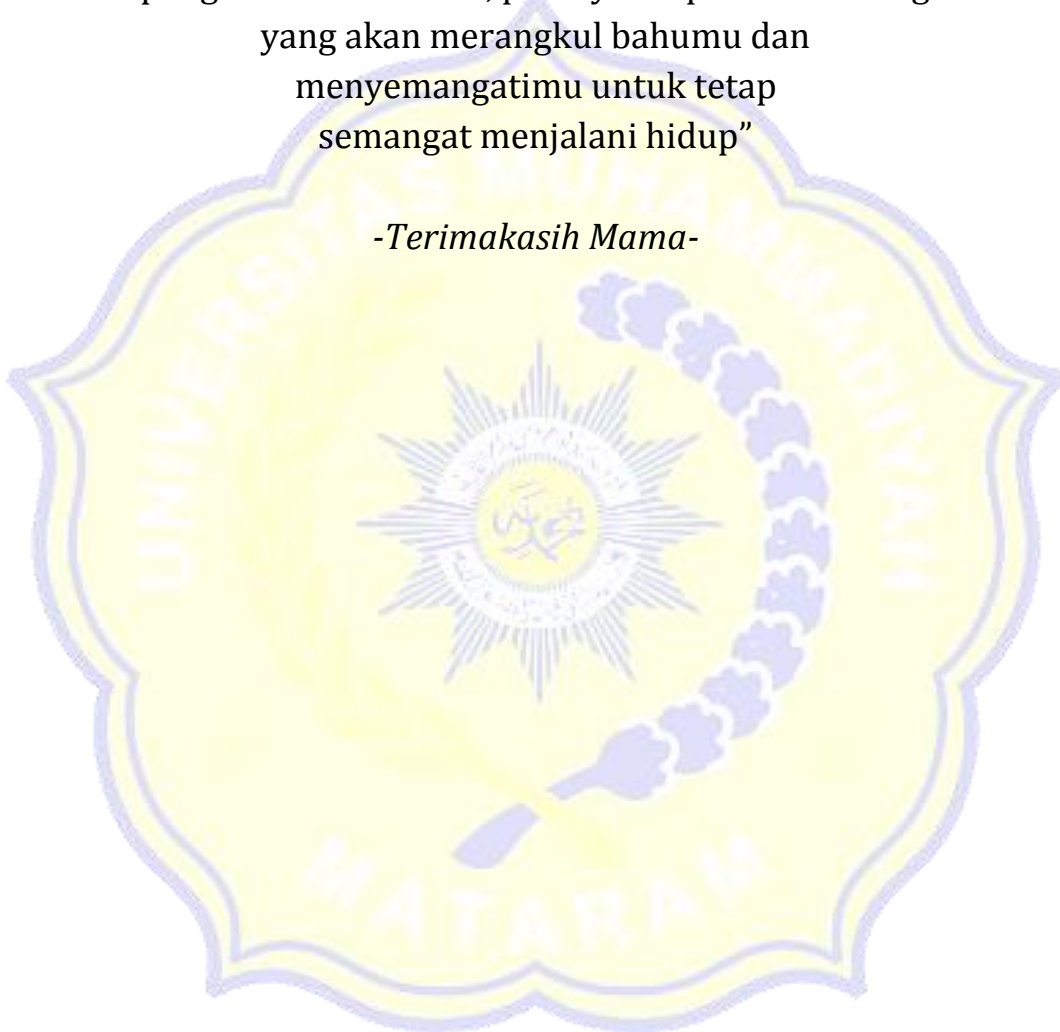 yang akan merangkul bahumu dan
menyemangatimu untuk tetap
semangat menjalani hidup”
-Terimakasih Mama-
UNIVERSITAS MUHAMMADIYAH
MATARAM